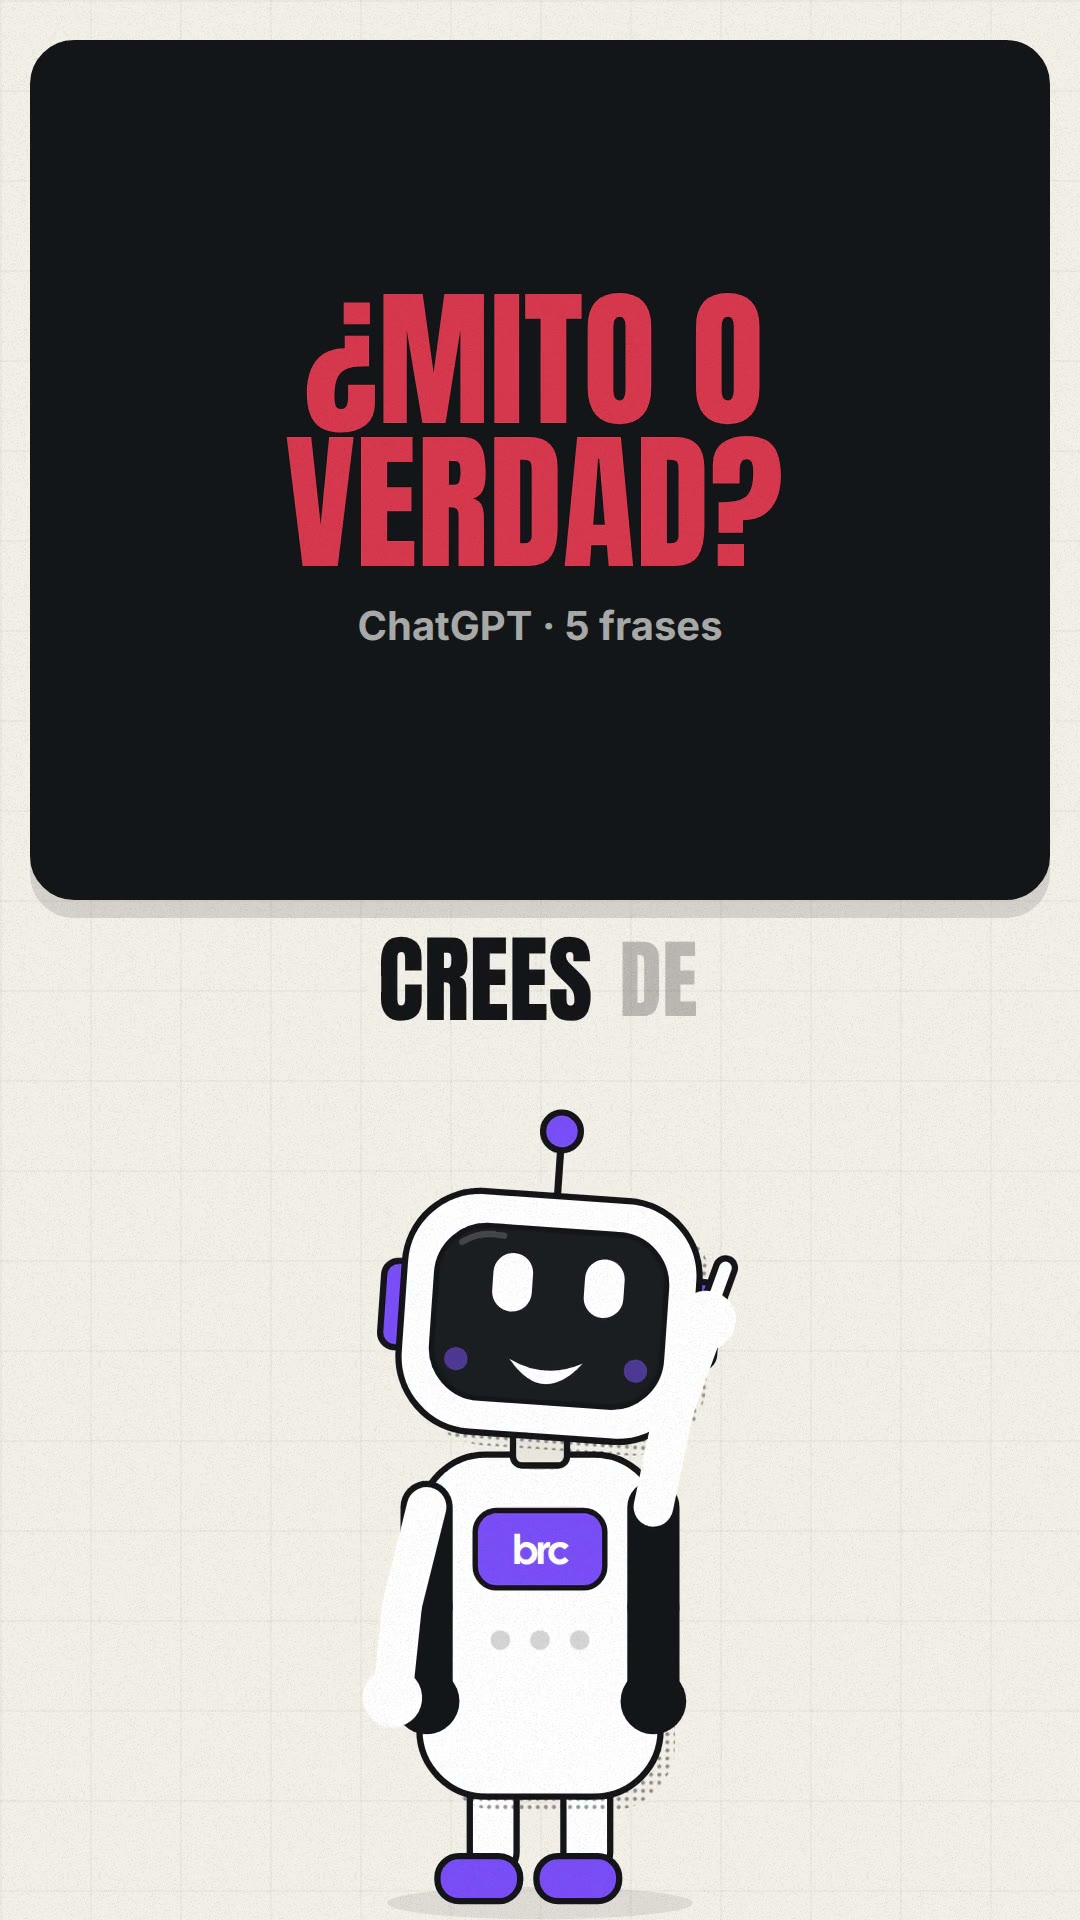 ¿MITO O
VERDAD?
ChatGPT · 5 frases
CREES DE
brc